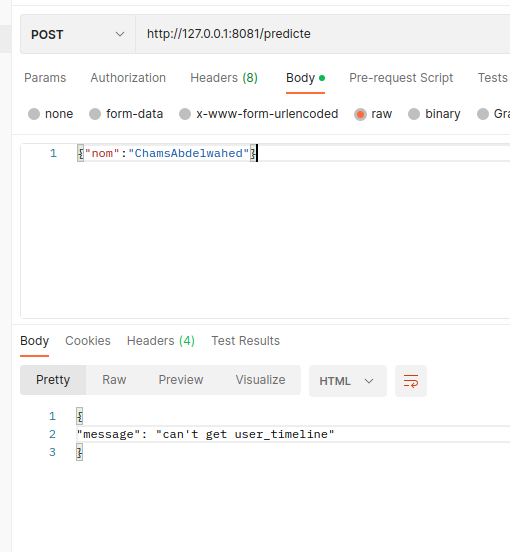 POST http://127.0.0.1:8081/predicte
Params Authorization Headers (8) Body Pre-request Script Tests
none form-data x-www-form-urlencoded raw binary Gra
1 {"nom":"ChamsAbdelwahed"}
Body Cookies Headers (4) Test Results
Pretty Raw Preview Visualize HTML
1 {
2 "message": "can't get user_timeline"
3 }